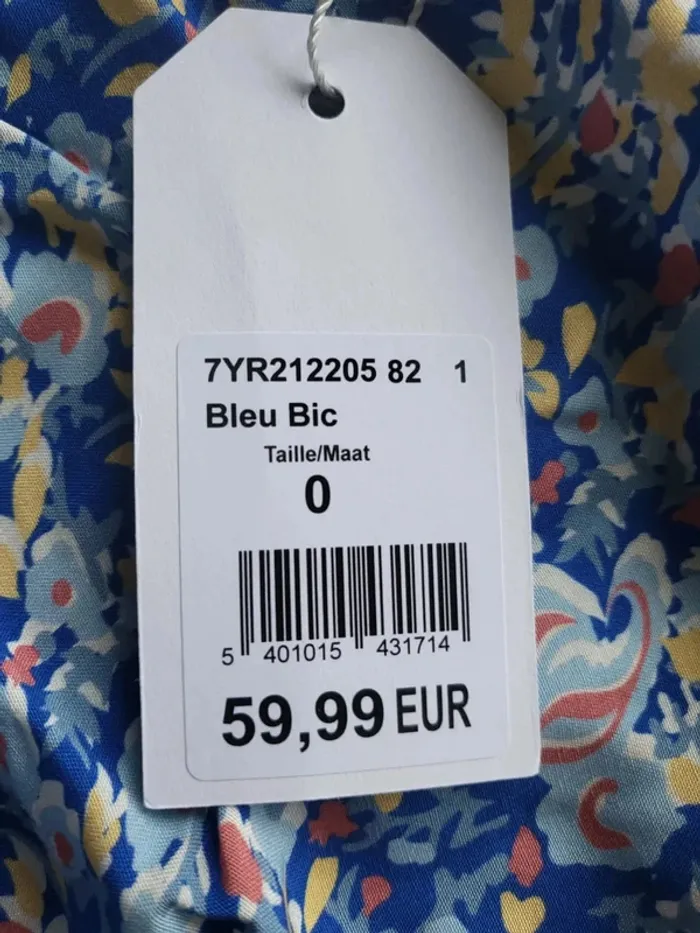 7YR212205 82 1
Bleu Bic
Taille/Maat
0
5 401015 431714
59,99 EUR